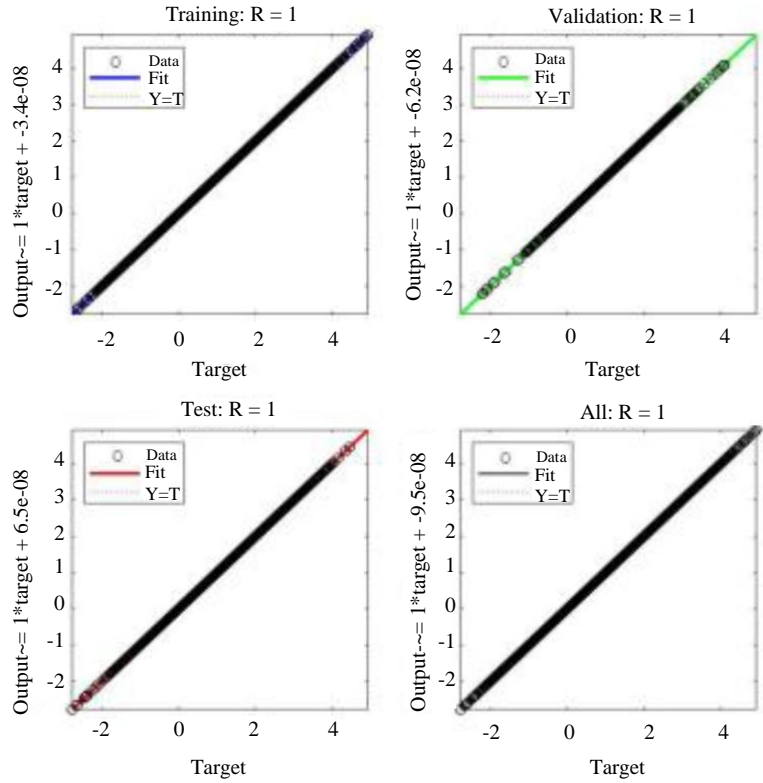 Training: R = 1
Output~= 1*target + -3.4e-08
Data
Fit
Y=T
4
3
2
1
0
-1
-2
-2
0
2
4
Target
Validation: R = 1
Output~= 1*target + -6.2e-08
Data
Fit
Y=T
4
3
2
1
0
-1
-2
-2
0
2
4
Target
Test: R = 1
Output~= 1*target + 6.5e-08
Data
Fit
Y=T
4
3
2
1
0
-1
-2
-2
0
2
4
Target
All: R = 1
Output-~= 1*target + -9.5e-08
Data
Fit
Y=T
4
3
2
1
0
-1
-2
-2
0
2
4
Target